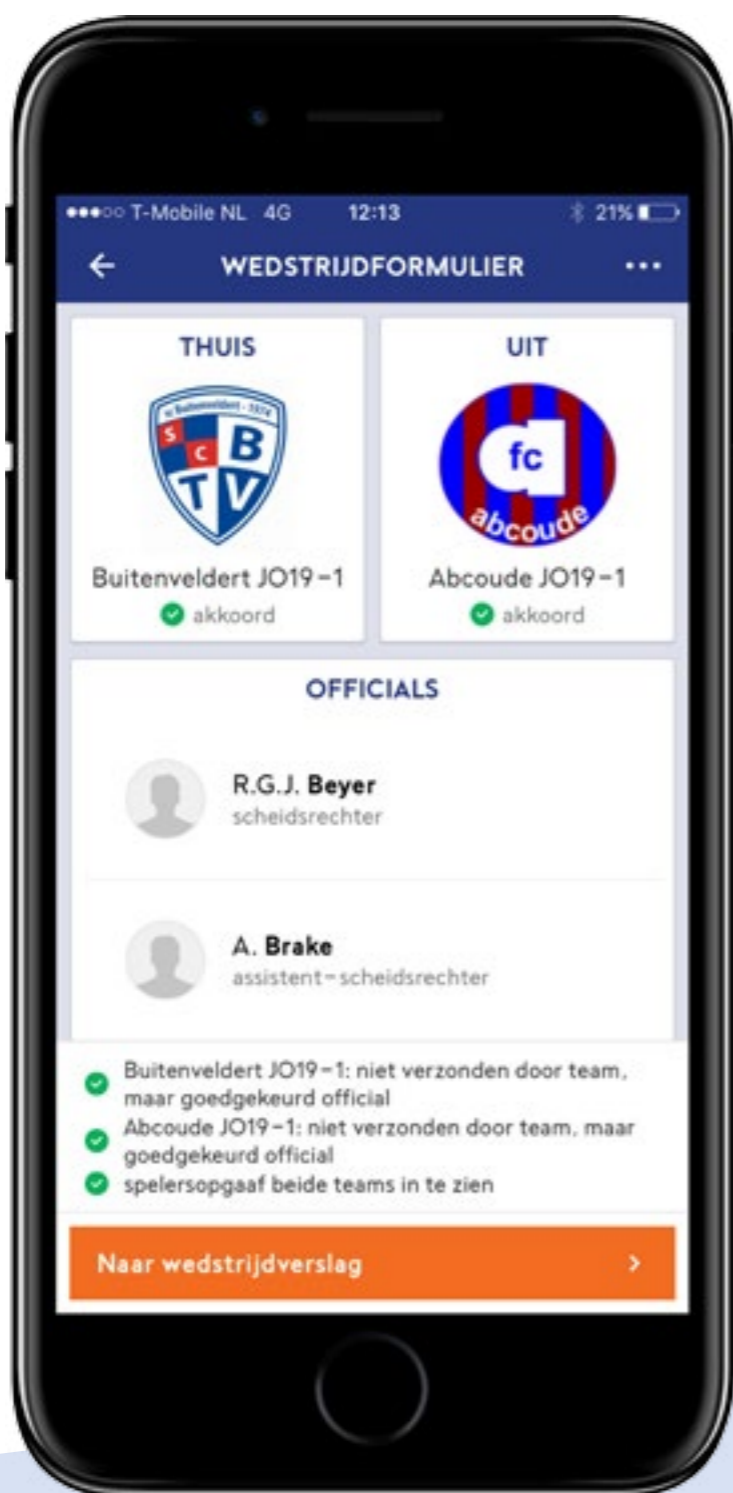 T-Mobile NL 4G 12:13 21%
WEDSTRIJDFORMULIER
THUIS
sc Buitenveldert - 1974
S
C
B
TV
Buitenveldert JO19-1
akkoord
UIT
fc
a
abcoude
Abcoude JO19-1
akkoord
OFFICIALS
R.G.J. Beyer
scheidsrechter
A. Brake
assistent-scheidsrechter
Buitenveldert JO19-1: niet verzonden door team,
maar goedgekeurd official
Abcoude JO19-1: niet verzonden door team, maar
goedgekeurd official
spelersopgaaf beide teams in te zien
Naar wedstrijdverslag